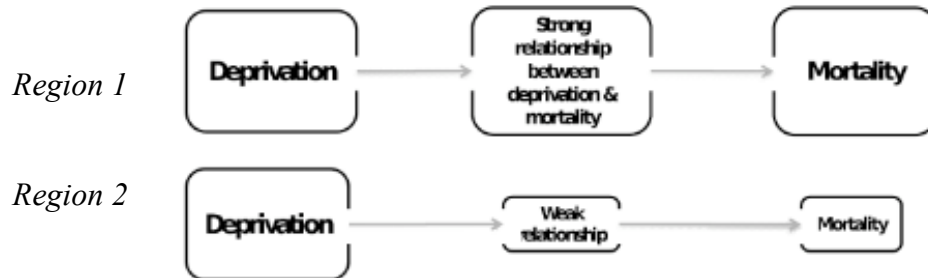 Region 1
Deprivation
Strong
relationship
between
deprivation &
mortality
Mortality
Region 2
Deprivation
Weak
relationship
Mortality